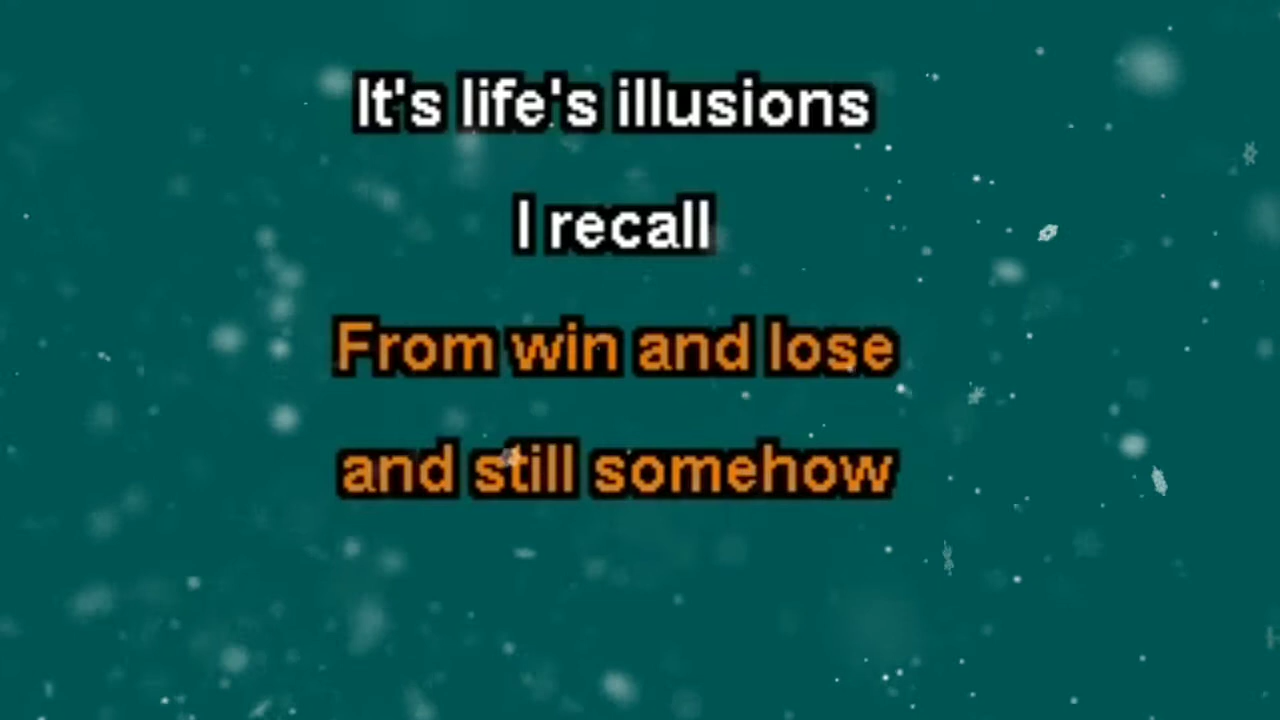 It's life's illusions
I recall
From win and lose
and still somehow